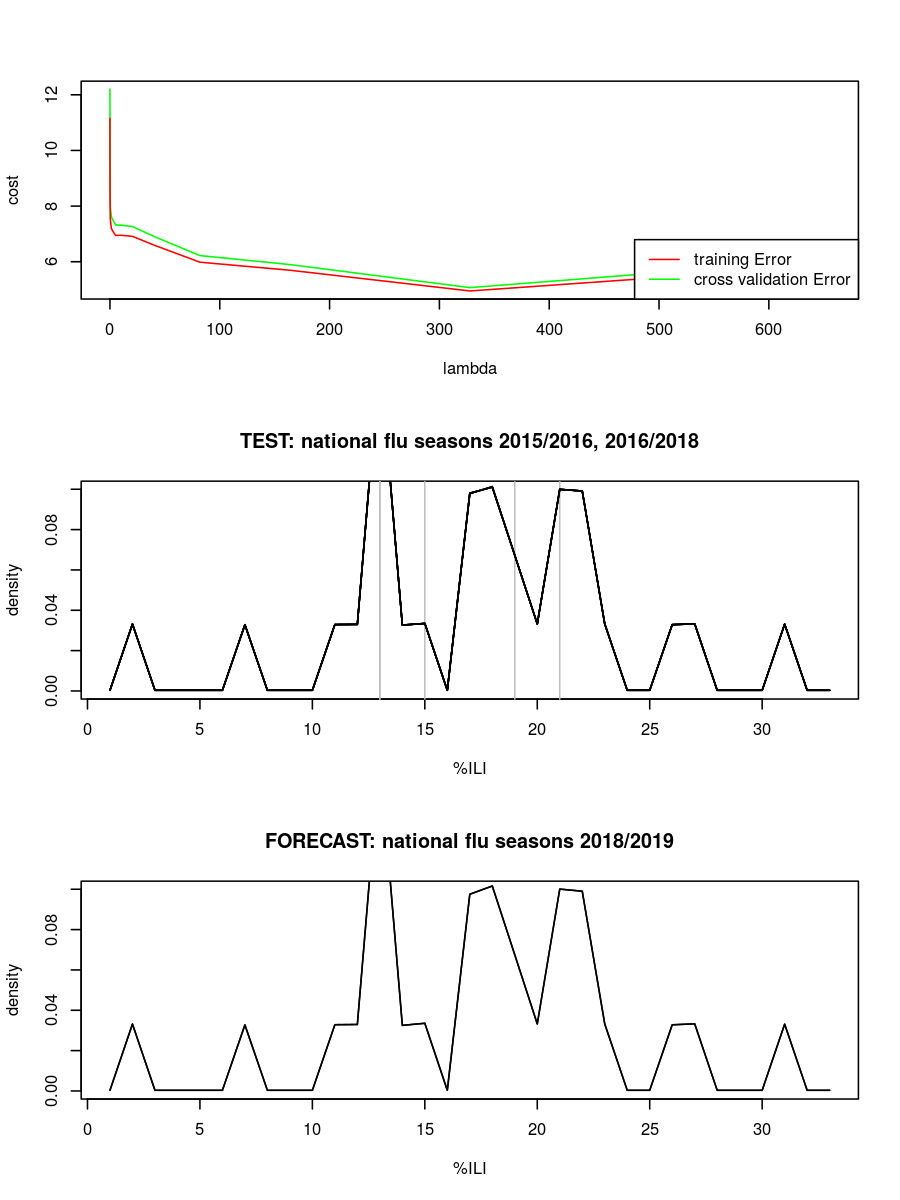 12
10
8
6
cost
training Error
cross validation Error
0 100 200 300 400 500 600
lambda
TEST: national flu seasons 2015/2016, 2016/2018
0.08
0.04
0.00
density
0 5 10 15 20 25 30
%ILI
FORECAST: national flu seasons 2018/2019
0.08
0.04
0.00
density
0 5 10 15 20 25 30
%ILI